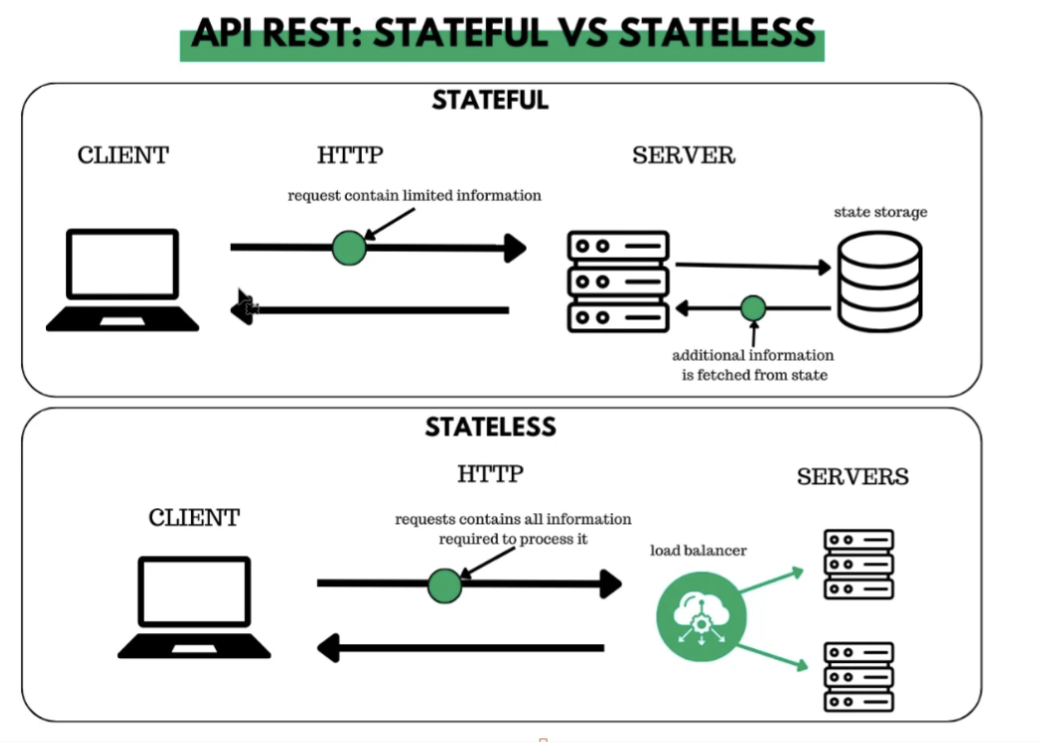 API REST: STATEFUL VS STATELESS
STATEFUL
CLIENT
HTTP
SERVER
request contain limited information
state storage
additional information
is fetched from state
STATELESS
HTTP
SERVERS
CLIENT
requests contains all information
required to process it
load balancer